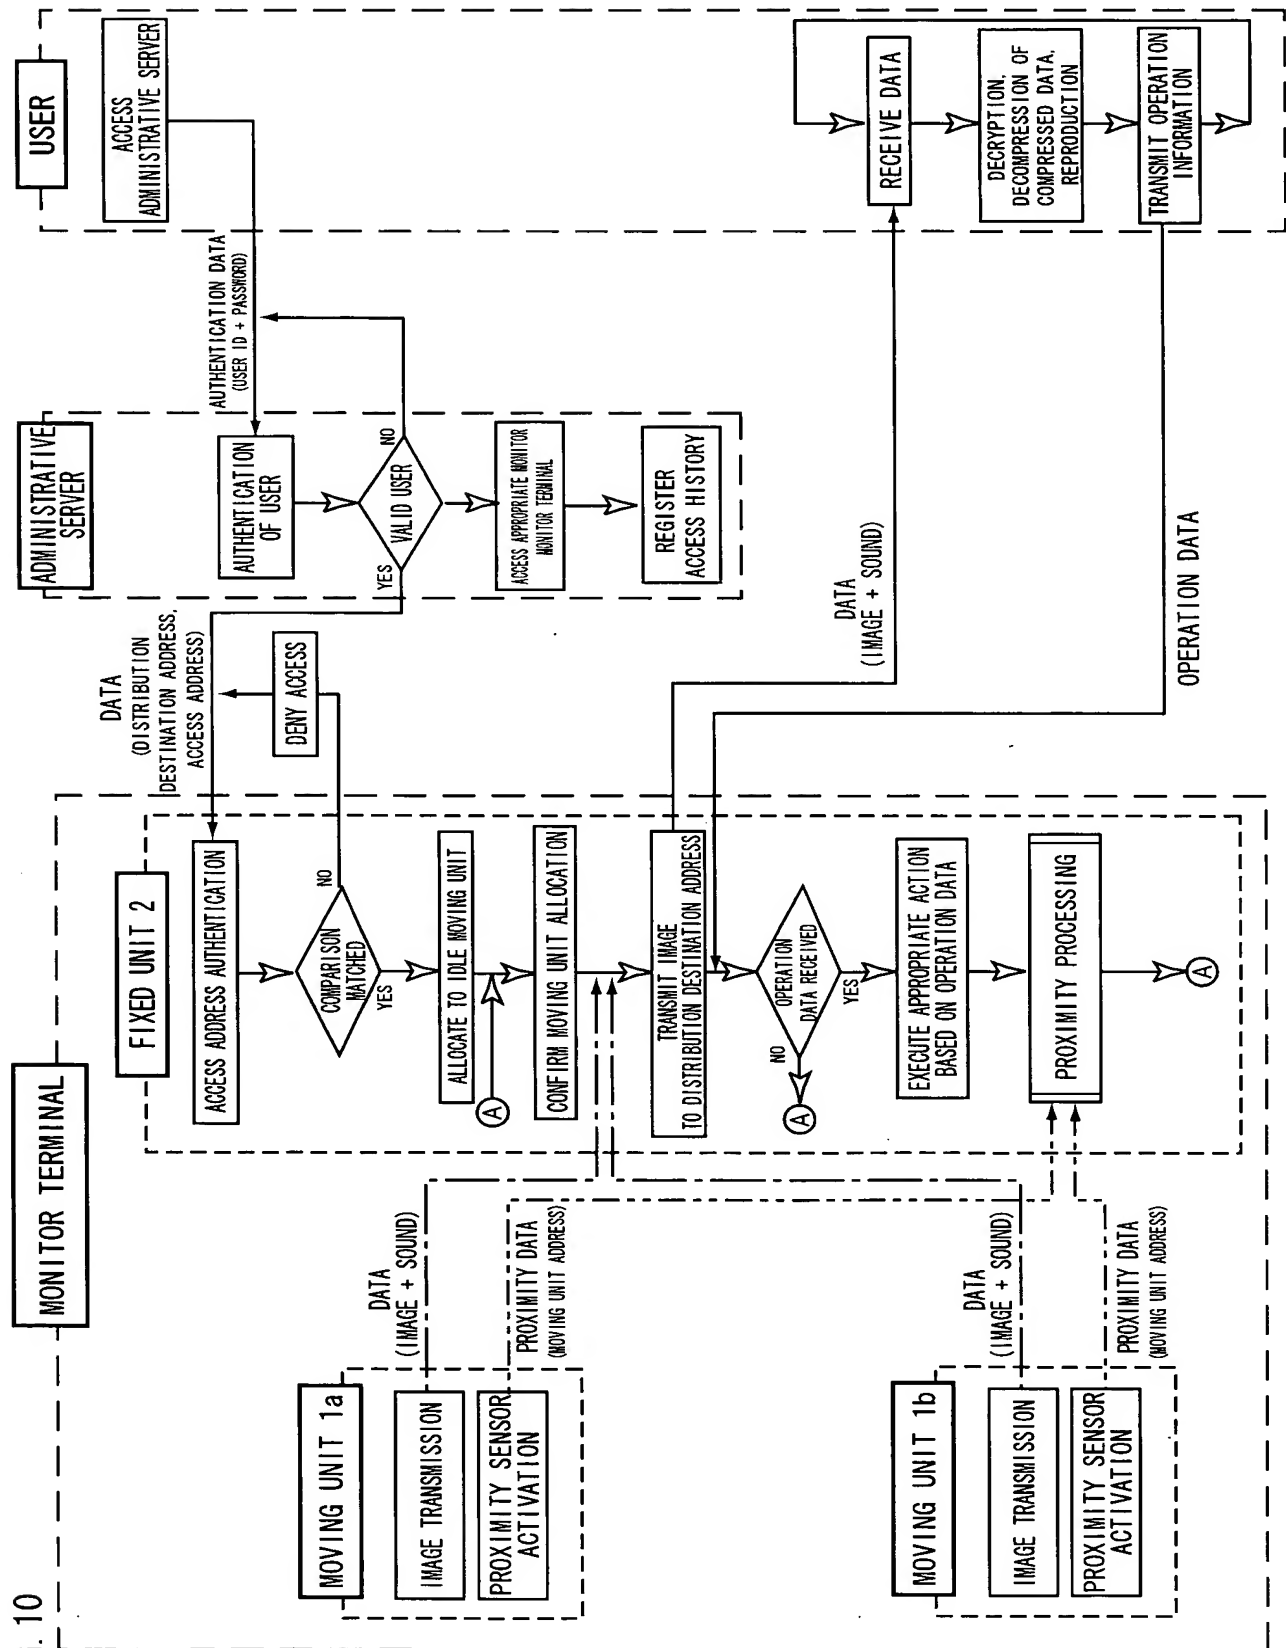 . 10
MONITOR TERMINAL
MOVING UNIT 1a
IMAGE TRANSMISSION
PROXIMITY SENSOR
ACTIVATION
DATA
(IMAGE + SOUND)
PROXIMITY DATA
(MOVING UNIT ADDRESS)
MOVING UNIT 1b
IMAGE TRANSMISSION
PROXIMITY SENSOR
ACTIVATION
DATA
(IMAGE + SOUND)
PROXIMITY DATA
(MOVING UNIT ADDRESS)
FIXED UNIT 2
ACCESS ADDRESS AUTHENTICATION
COMPARISON
MATCHED
NO
YES
DENY ACCESS
ALLOCATE TO IDLE MOVING UNIT
A
CONFIRM MOVING UNIT ALLOCATION
TRANSMIT IMAGE
TO DISTRIBUTION DESTINATION ADDRESS
OPERATION
DATA RECEIVED
NO
A
YES
EXECUTE APPROPRIATE ACTION
BASED ON OPERATION DATA
PROXIMITY PROCESSING
A
DATA
(DISTRIBUTION
DESTINATION ADDRESS,
ACCESS ADDRESS)
ADMINISTRATIVE
SERVER
AUTHENTICATION
OF USER
VALID USER
YES
NO
ACCESS APPROPRIATE MONITOR
MONITOR TERMINAL
REGISTER
ACCESS HISTORY
AUTHENTICATION DATA
(USER ID + PASSWORD)
DATA
(IMAGE + SOUND)
OPERATION DATA
USER
ACCESS
ADMINISTRATIVE SERVER
RECEIVE DATA
DECRYPTION,
DECOMPRESSION OF
COMPRESSED DATA,
REPRODUCTION
TRANSMIT OPERATION
INFORMATION